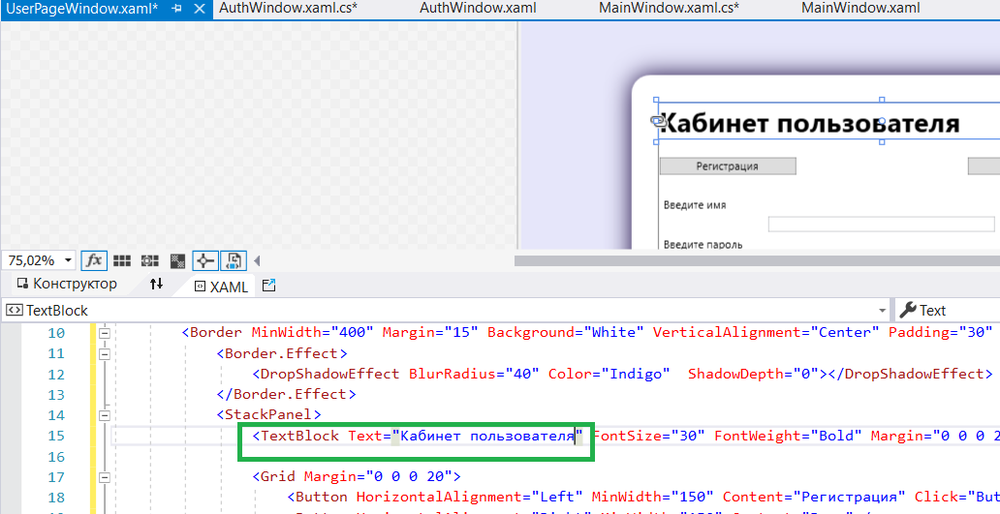 UserPageWindow.xaml* AuthWindow.xaml.cs* AuthWindow.xaml MainWindow.xaml.cs* MainWindow.xaml
Кабинет пользователя
Регистрация
Введите имя
Введите пароль
75,02% fx
Конструктор XAML
TextBlock Text
10 <Border MinWidth="400" Margin="15" Background="White" VerticalAlignment="Center" Padding="30"
11 <Border.Effect>
12 <DropShadowEffect BlurRadius="40" Color="Indigo" ShadowDepth="0"></DropShadowEffect>
13 </Border.Effect>
14 <StackPanel>
15 <TextBlock Text="Кабинет пользователя" FontSize="30" FontWeight="Bold" Margin="0 0 0 2
16
17 <Grid Margin="0 0 0 20">
18 <Button HorizontalAlignment="Left" MinWidth="150" Content="Регистрация" Click="But